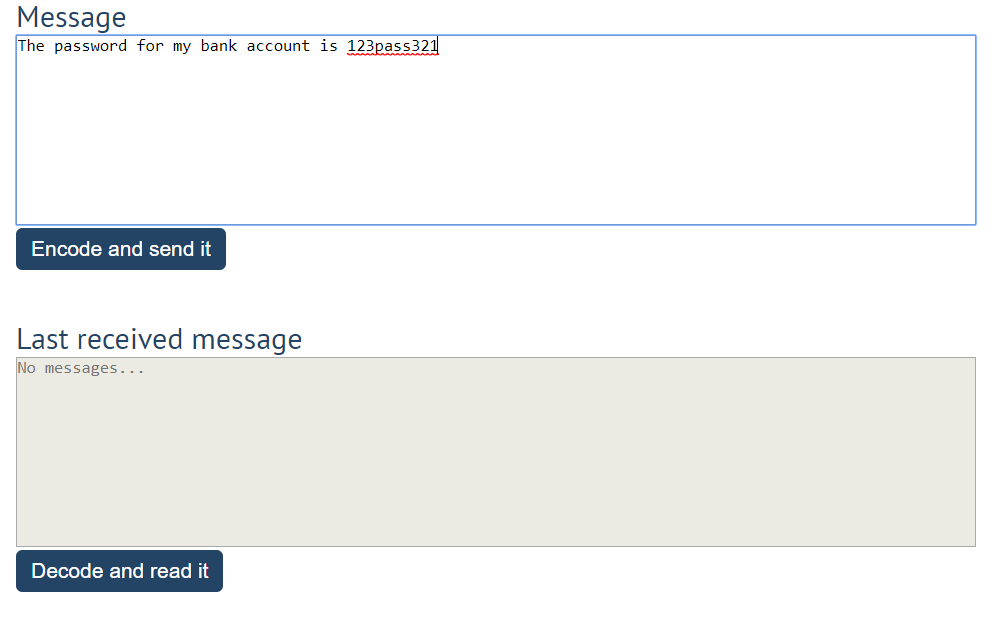 Message
The password for my bank account is 123pass321
Encode and send it
Last received message
No messages...
Decode and read it